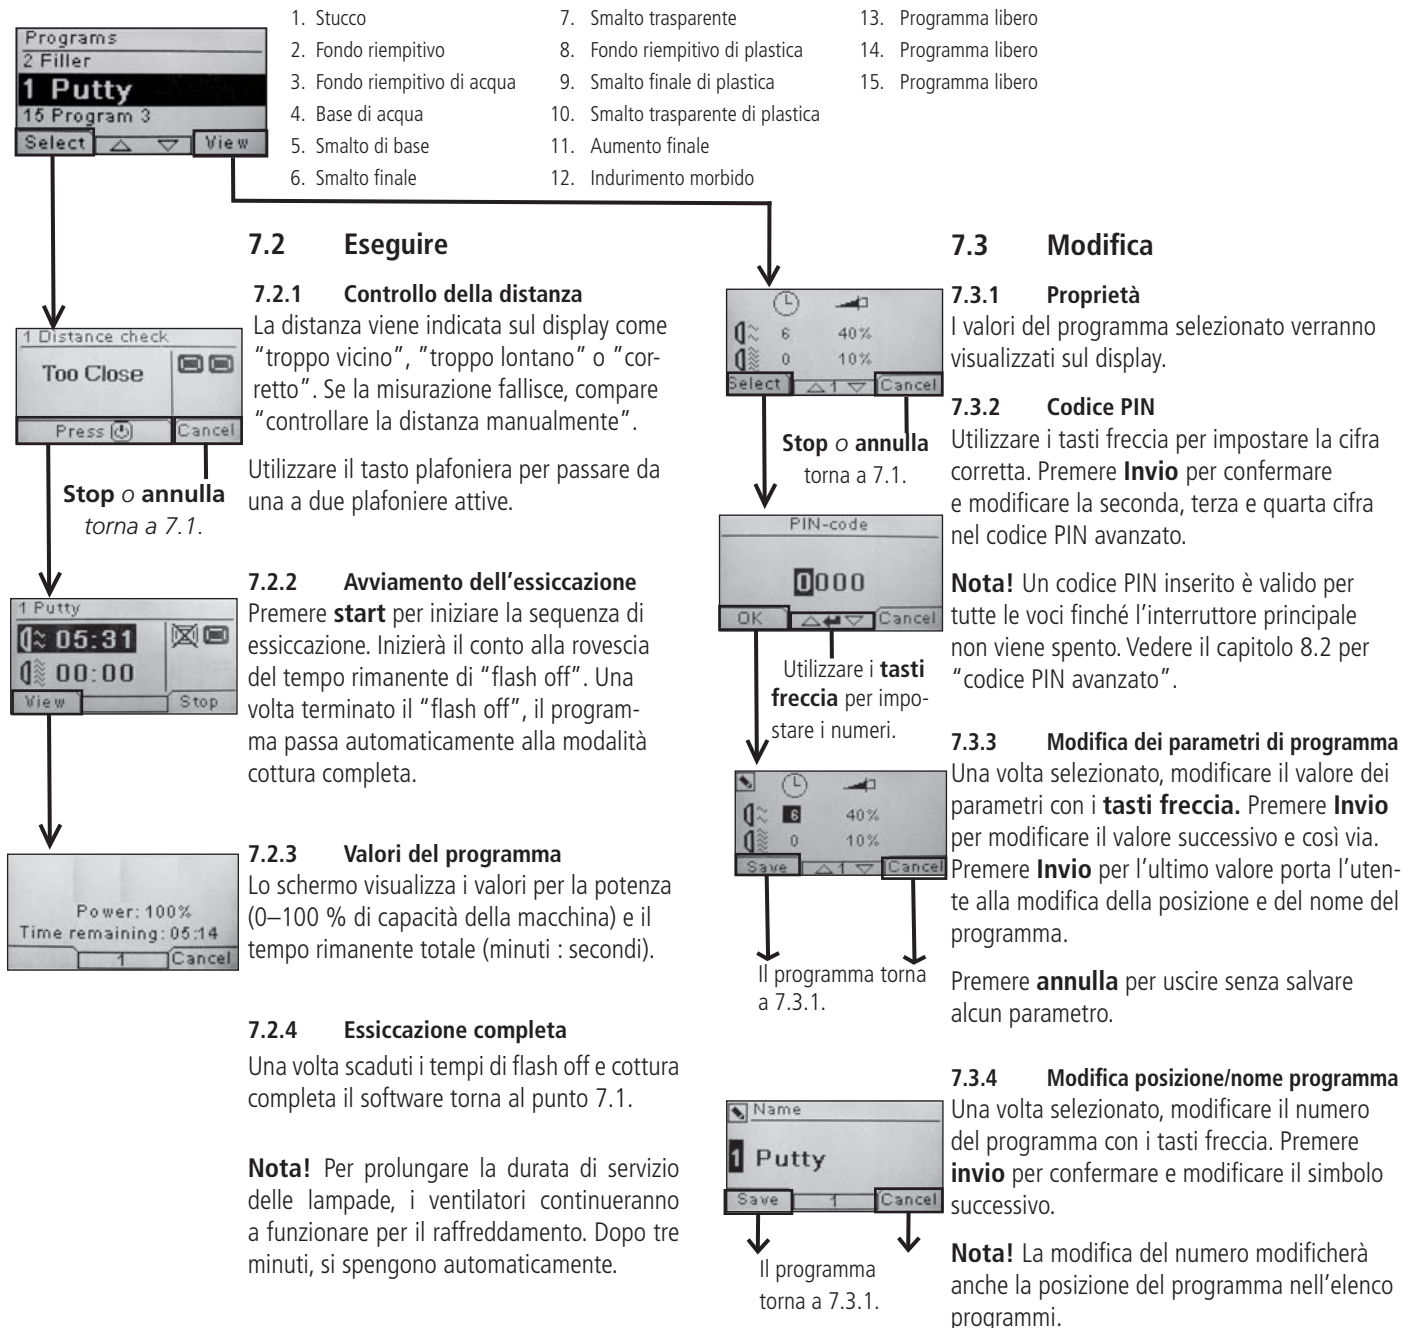 Programs
2 Filler
1 Putty
15 Program 3
Select View
1. Stucco
2. Fondo riempitivo
3. Fondo riempitivo di acqua
4. Base di acqua
5. Smalto di base
6. Smalto finale
7. Smalto trasparente
8. Fondo riempitivo di plastica
9. Smalto finale di plastica
10. Smalto trasparente di plastica
11. Aumento finale
12. Indurimento morbido
13. Programma libero
14. Programma libero
15. Programma libero
1 Distance check
Too Close
Press Cancel
Stop o annulla
torna a 7.1.
1 Putty
05:31
00:00
View Stop
Power: 100%
Time remaining: 05:14
1 Cancel
7.2 Eseguire
7.2.1 Controllo della distanza
La distanza viene indicata sul display come
“troppo vicino”, “troppo lontano” o “cor-
retto”. Se la misurazione fallisce, compare
“controllare la distanza manualmente”.
Utilizzare il tasto plafoniera per passare da
una a due plafoniere attive.
7.2.2 Avviamento dell’essiccazione
Premere start per iniziare la sequenza di
essiccazione. Inizierà il conto alla rovescia
del tempo rimanente di “flash off”. Una
volta terminato il “flash off”, il program-
ma passa automaticamente alla modalità
cottura completa.
7.2.3 Valori del programma
Lo schermo visualizza i valori per la potenza
(0–100 % di capacità della macchina) e il
tempo rimanente totale (minuti : secondi).
7.2.4 Essiccazione completa
Una volta scaduti i tempi di flash off e cottura
completa il software torna al punto 7.1.
Nota! Per prolungare la durata di servizio
delle lampade, i ventilatori continueranno
a funzionare per il raffreddamento. Dopo tre
minuti, si spengono automaticamente.
6 40%
0 10%
Select 1 Cancel
Stop o annulla
torna a 7.1.
PIN-code
0000
OK Cancel
Utilizzare i tasti
freccia per impo-
stare i numeri.
6 40%
0 10%
Save 1 Cancel
Il programma torna
a 7.3.1.
Name
1 Putty
Save 1 Cancel
Il programma
torna a 7.3.1.
7.3 Modifica
7.3.1 Proprietà
I valori del programma selezionato verranno
visualizzati sul display.
7.3.2 Codice PIN
Utilizzare i tasti freccia per impostare la cifra
corretta. Premere Invio per confermare
e modificare la seconda, terza e quarta cifra
nel codice PIN avanzato.
Nota! Un codice PIN inserito è valido per
tutte le voci finché l’interruttore principale
non viene spento. Vedere il capitolo 8.2 per
“codice PIN avanzato”.
7.3.3 Modifica dei parametri di programma
Una volta selezionato, modificare il valore dei
parametri con i tasti freccia. Premere Invio
per modificare il valore successivo e così via.
Premere Invio per l’ultimo valore porta l’uten-
te alla modifica della posizione e del nome del
programma.
Premere annulla per uscire senza salvare
alcun parametro.
7.3.4 Modifica posizione/nome programma
Una volta selezionato, modificare il numero
del programma con i tasti freccia. Premere
invio per confermare e modificare il simbolo
successivo.
Nota! La modifica del numero modificherà
anche la posizione del programma nell’elenco
programmi.